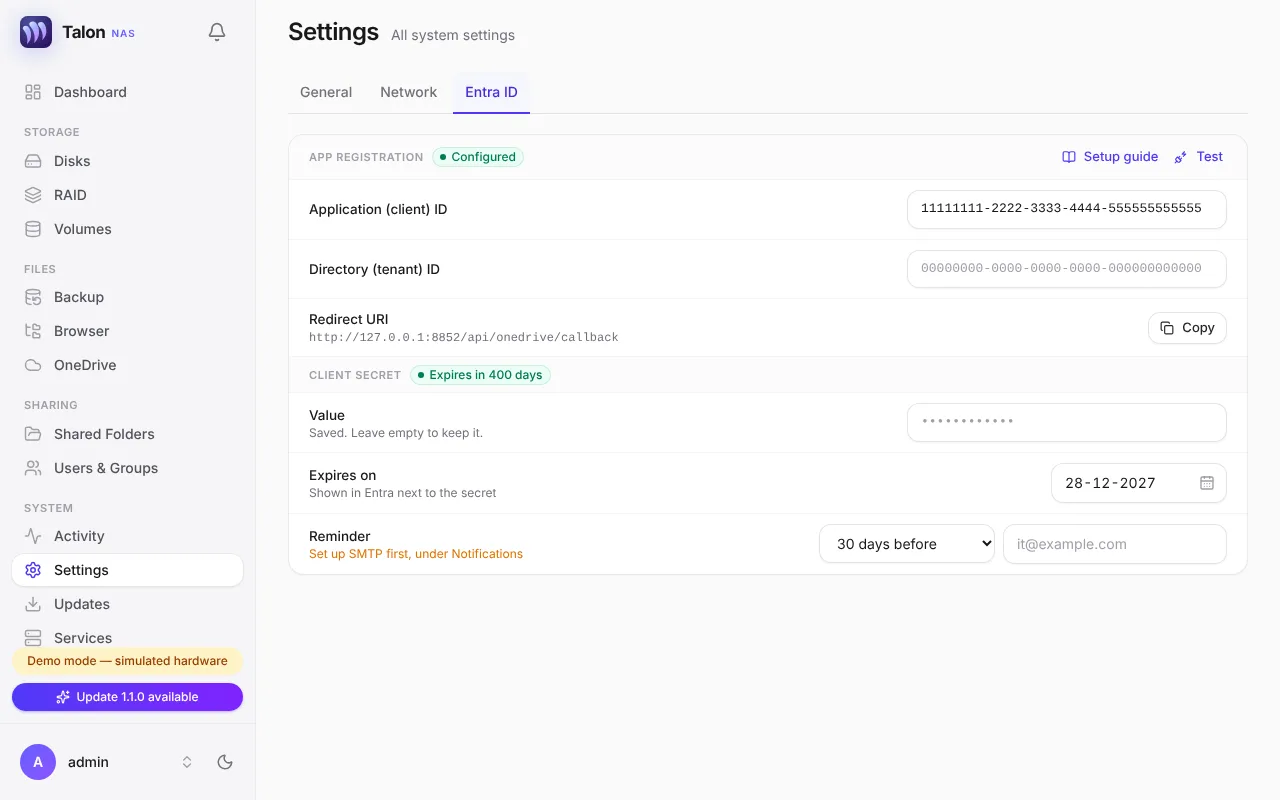 Talon NAS
Dashboard
STORAGE
Disks
RAID
Volumes
FILES
Backup
Browser
OneDrive
SHARING
Shared Folders
Users & Groups
SYSTEM
Activity
Settings
Updates
Services
Demo mode — simulated hardware
Update 1.1.0 available
A admin
Settings All system settings
General Network Entra ID
APP REGISTRATION Configured Setup guide Test
Application (client) ID 11111111-2222-3333-4444-555555555555
Directory (tenant) ID 00000000-0000-0000-0000-000000000000
Redirect URI
http://127.0.0.1:8852/api/onedrive/callback
Copy
CLIENT SECRET Expires in 400 days
Value
Saved. Leave empty to keep it.
••••••••••••
Expires on
Shown in Entra next to the secret
28-12-2027
Reminder
Set up SMTP first, under Notifications
30 days before it@example.com